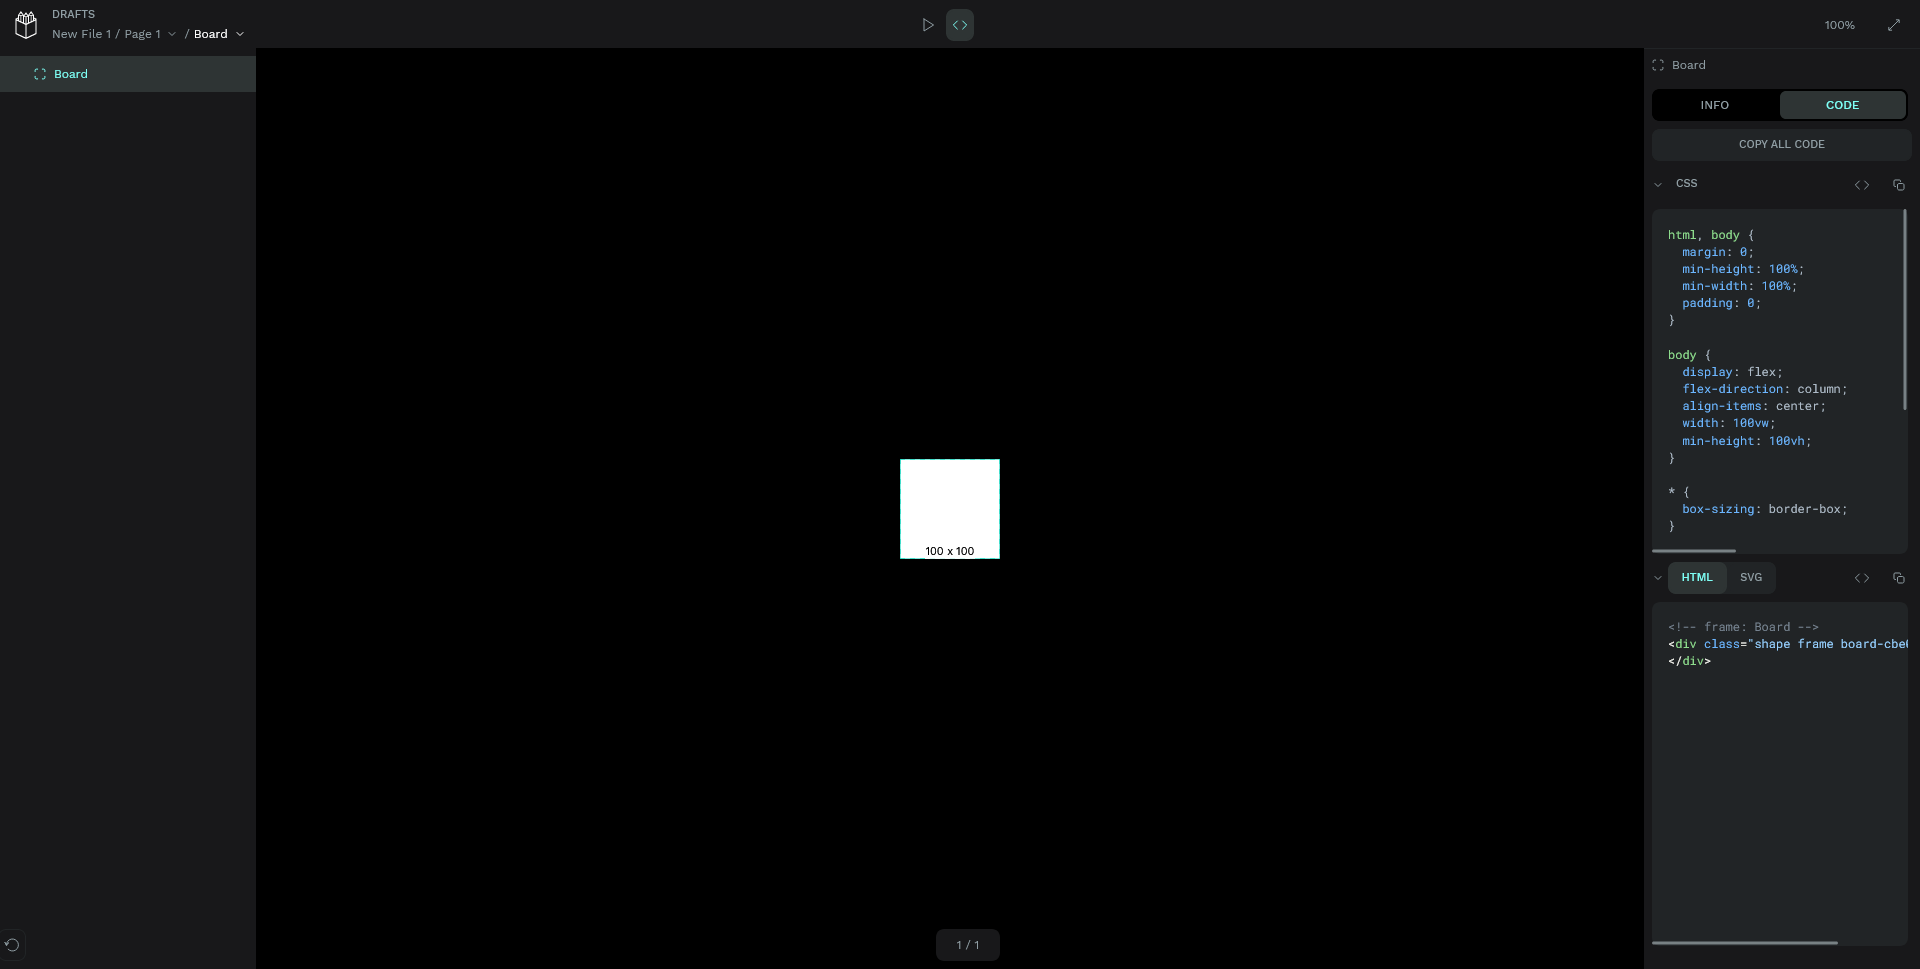 DRAFTS
New File 1 / Page 1 / Board
100%
Board
Board
INFO
CODE
COPY ALL CODE
CSS
html, body {
  margin: 0;
  min-height: 100%;
  min-width: 100%;
  padding: 0;
}
body {
  display: flex;
  flex-direction: column;
  align-items: center;
  width: 100vw;
  min-height: 100vh;
}
* {
  box-sizing: border-box;
}
100 x 100
HTML
SVG
<!-- frame: Board -->
<div class="shape frame board-cbe
</div>
1 / 1